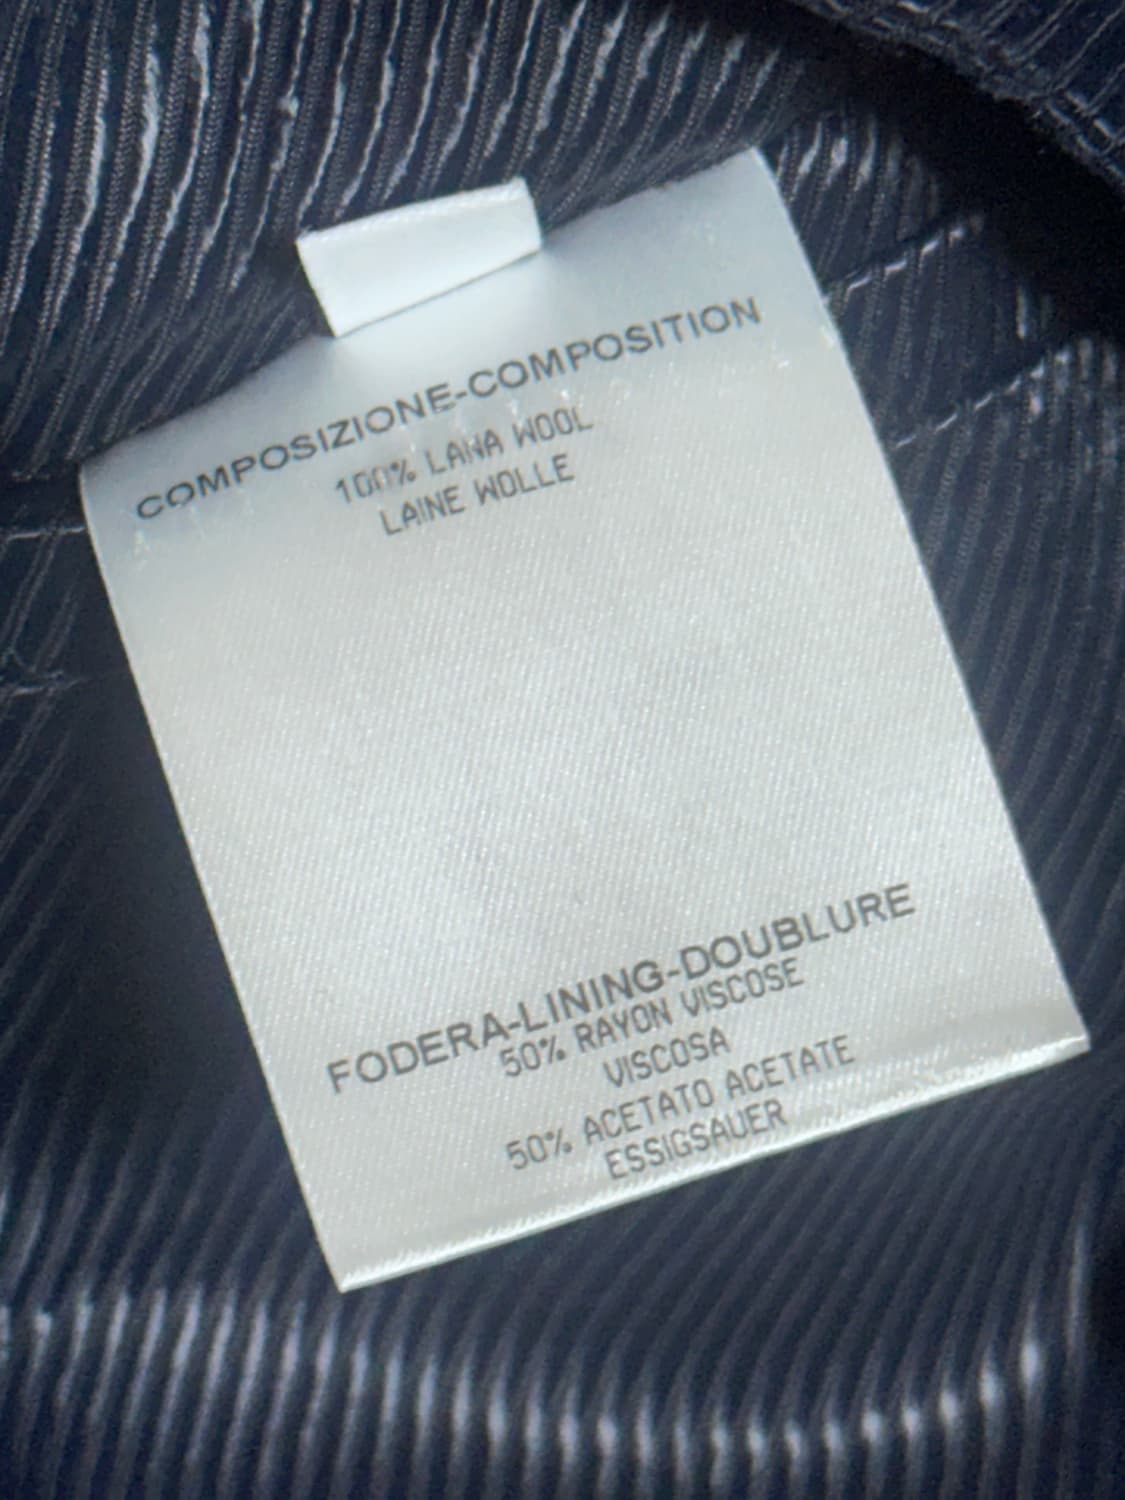 COMPOSIZIONE-COMPOSITION
100% LANA WOOL
LAINE WOLLE
FODERA-LINING-DOUBLURE
50% RAYON VISCOSE
VISCOSA
50% ACETATO ACETATE
ESSIGSAUER